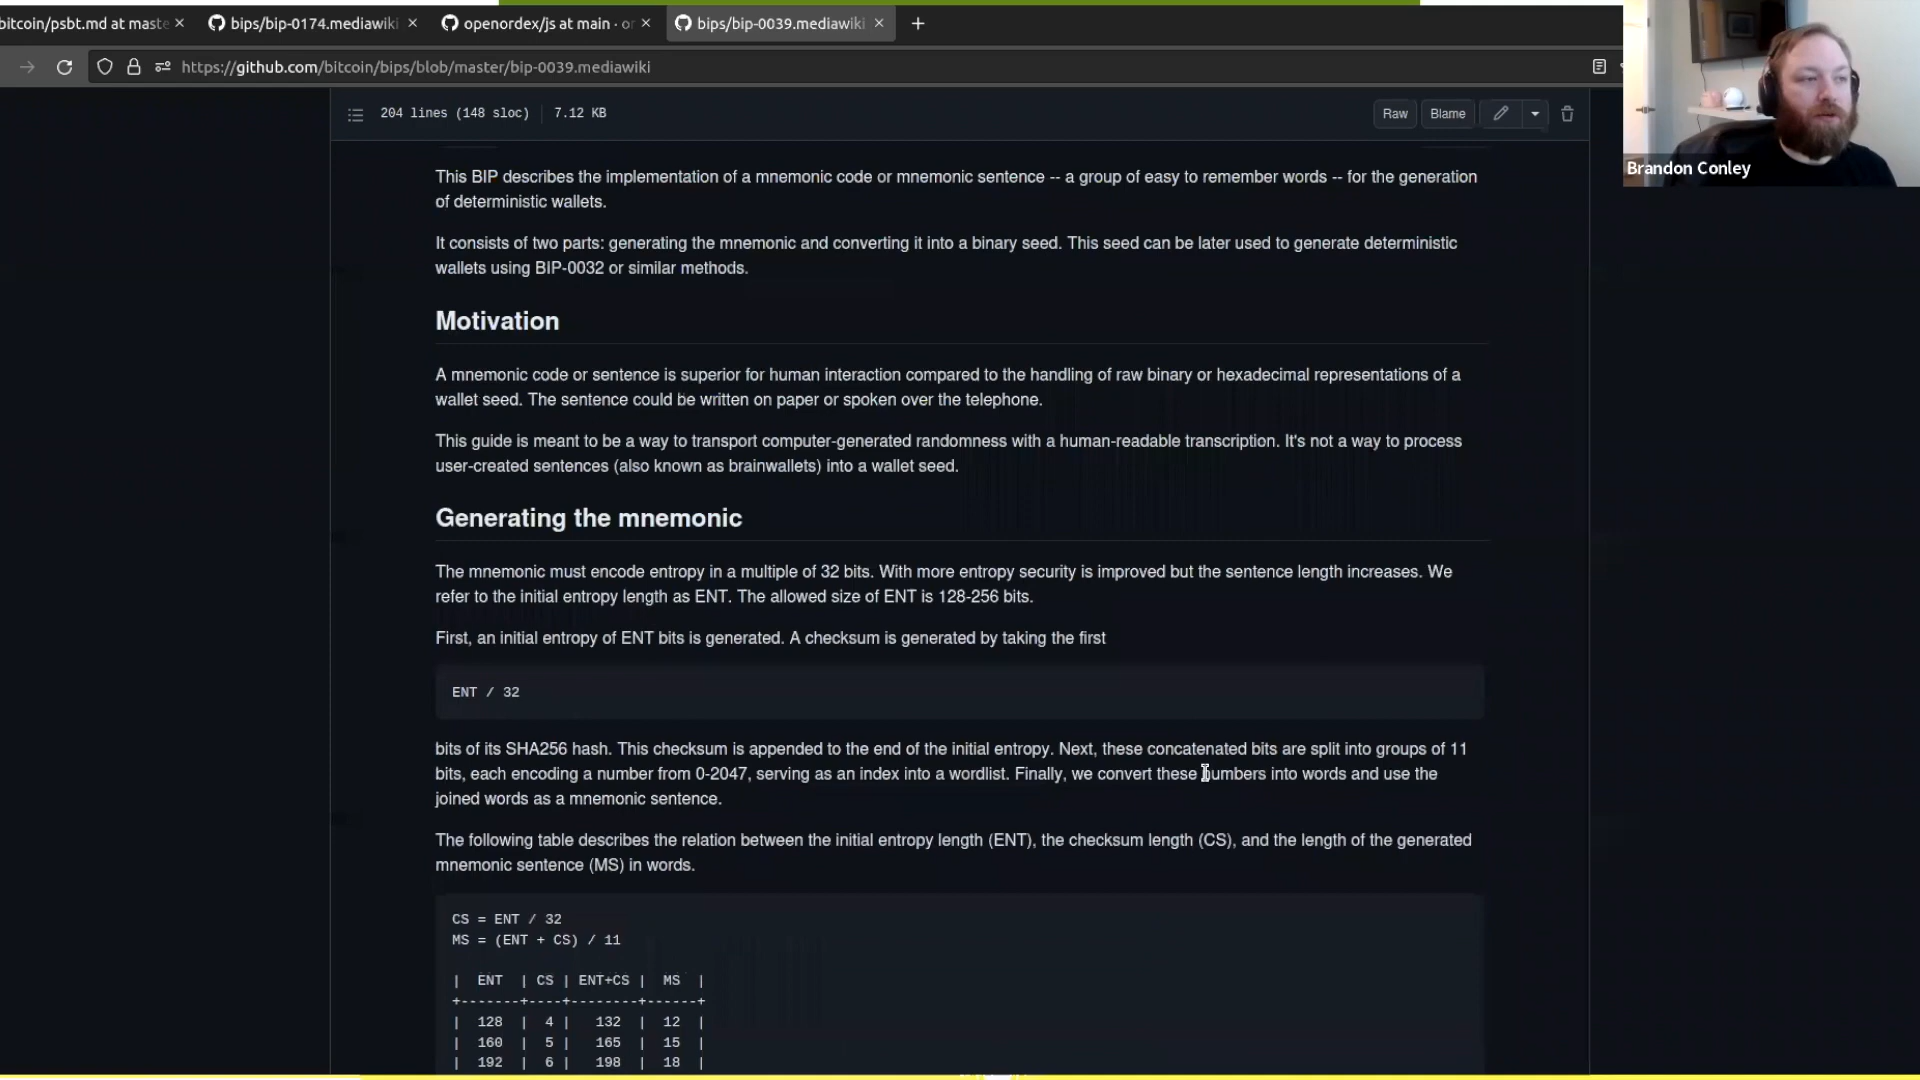 bitcoin/psbt.md at maste
bips/bip-0174.mediawiki
openordex/js at main · or
bips/bip-0039.mediawiki
https://github.com/bitcoin/bips/blob/master/bip-0039.mediawiki
204 lines (148 sloc) 7.12 KB
Raw
Blame
Brandon Conley
This BIP describes the implementation of a mnemonic code or mnemonic sentence -- a group of easy to remember words -- for the generation
of deterministic wallets.
It consists of two parts: generating the mnemonic and converting it into a binary seed. This seed can be later used to generate deterministic
wallets using BIP-0032 or similar methods.
Motivation
A mnemonic code or sentence is superior for human interaction compared to the handling of raw binary or hexadecimal representations of a
wallet seed. The sentence could be written on paper or spoken over the telephone.
This guide is meant to be a way to transport computer-generated randomness with a human-readable transcription. It's not a way to process
user-created sentences (also known as brainwallets) into a wallet seed.
Generating the mnemonic
The mnemonic must encode entropy in a multiple of 32 bits. With more entropy security is improved but the sentence length increases. We
refer to the initial entropy length as ENT. The allowed size of ENT is 128-256 bits.
First, an initial entropy of ENT bits is generated. A checksum is generated by taking the first
ENT / 32
bits of its SHA256 hash. This checksum is appended to the end of the initial entropy. Next, these concatenated bits are split into groups of 11
bits, each encoding a number from 0-2047, serving as an index into a wordlist. Finally, we convert these numbers into words and use the
joined words as a mnemonic sentence.
The following table describes the relation between the initial entropy length (ENT), the checksum length (CS), and the length of the generated
mnemonic sentence (MS) in words.
CS = ENT / 32
MS = (ENT + CS) / 11
| ENT | CS | ENT+CS | MS |
+-------+----+--------+------+
| 128 | 4 | 132 | 12 |
| 160 | 5 | 165 | 15 |
| 192 | 6 | 198 | 18 |